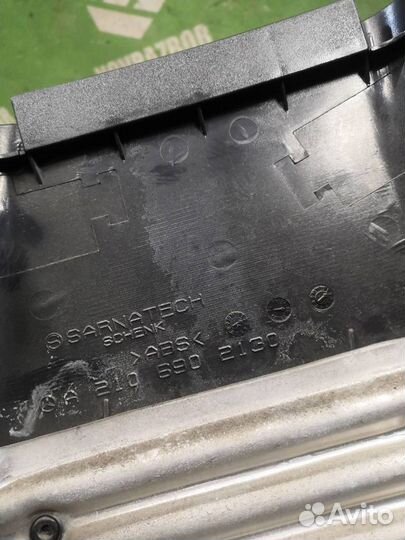 SARNATECH
SCHENK
>ABS<
A 210 690 2130
Avito